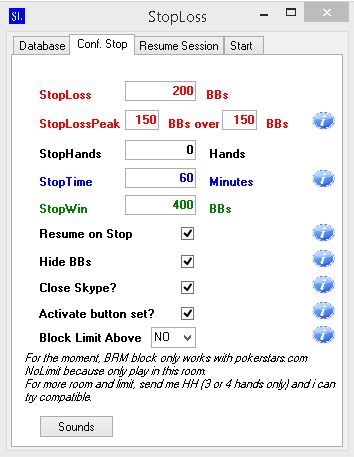 SL StopLoss
Database Conf. Stop Resume Session Start
StopLoss 200 BBs
StopLossPeak 150 BBs over 150 BBs
StopHands 0 Hands
StopTime 60 Minutes
StopWin 400 BBs
Resume on Stop
Hide BBs
Close Skype?
Activate button set?
Block Limit Above NO
For the moment, BRM block only works with pokerstars.com
NoLimit because only play in this room.
For more room and limit, send me HH (3 or 4 hands only) and i can
try compatible.
Sounds